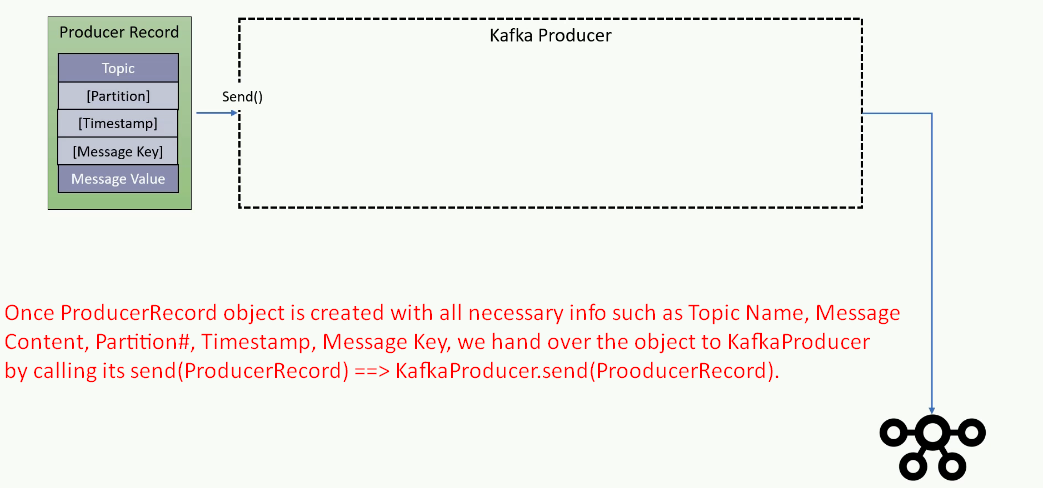 Producer Record
Kafka Producer
Topic
[Partition]
Send()
[Timestamp]
[Message Key]
Message Value
Once ProducerRecord object is created with all necessary info such as Topic Name, Message
Content, Partition#, Timestamp, Message Key, we hand over the object to KafkaProducer
by calling its send(ProducerRecord) ==> KafkaProducer.send(ProoducerRecord).